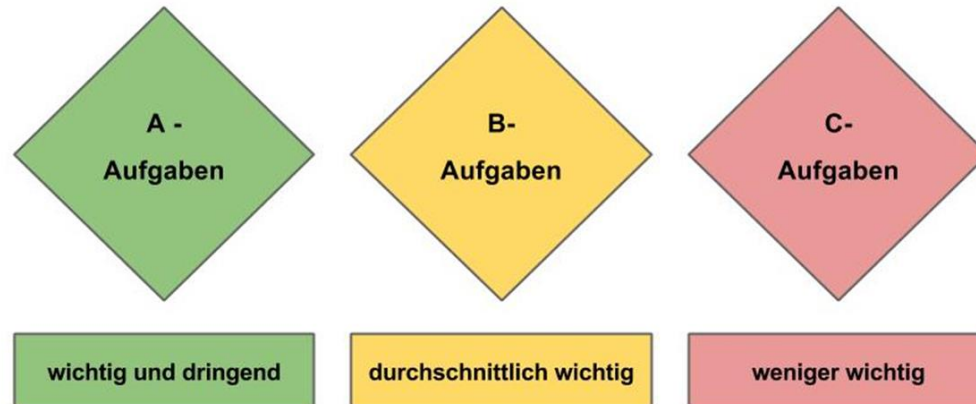 A -
Aufgaben
B-
Aufgaben
C-
Aufgaben
wichtig und dringend
durchschnittlich wichtig
weniger wichtig